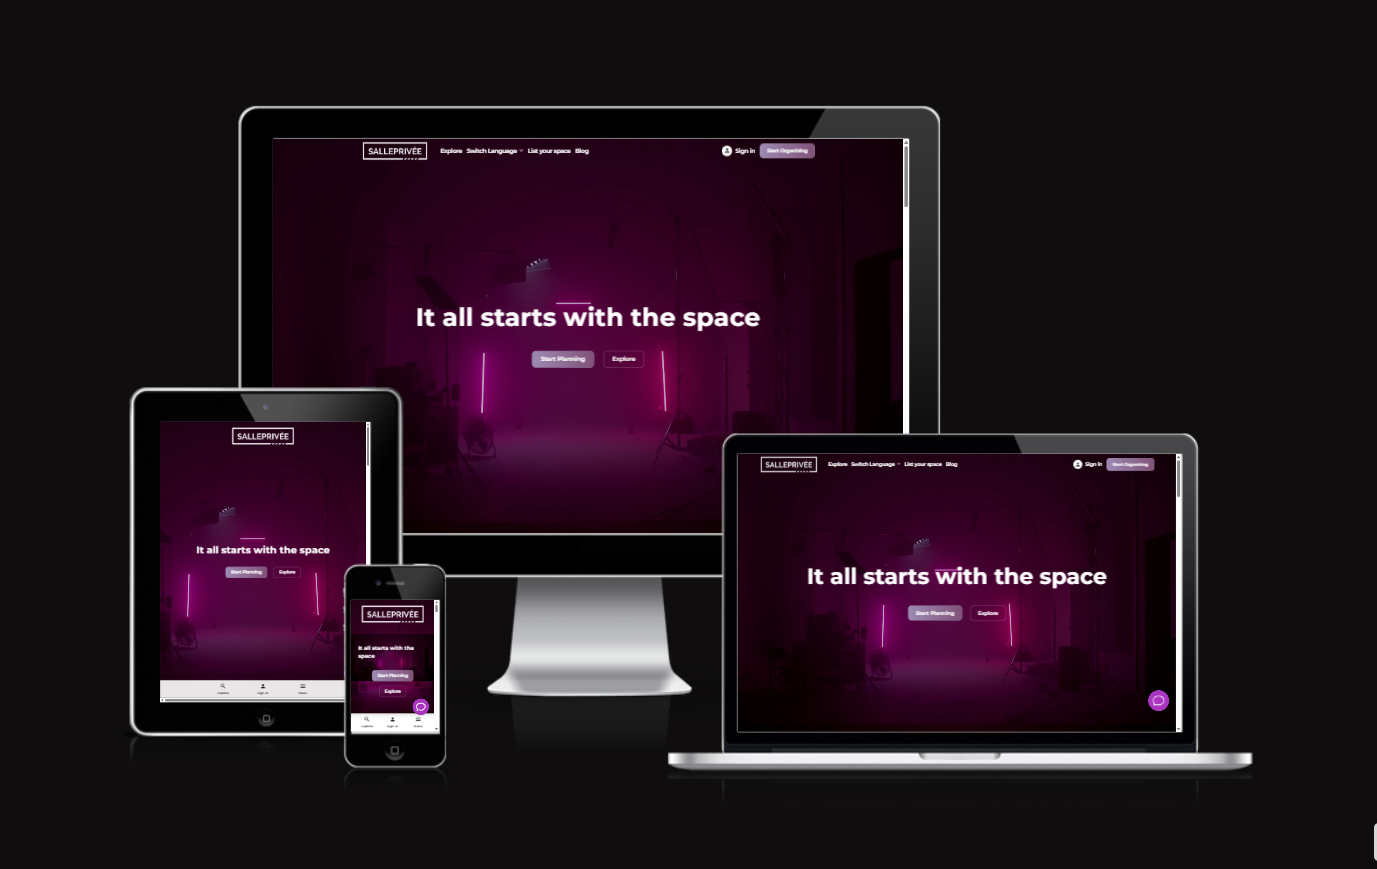 SALLEPRIVÉE
Explore Switch Language List your space Blog
Sign in Start Organizing
It all starts with the space
Start Planning Explore
SALLEPRIVÉE
It all starts with the space
Start Planning Explore
Explore Sign in Menu
SALLEPRIVÉE
It all starts with the
space
Start Planning
Explore
Explore Sign in Menu
SALLEPRIVÉE
Explore Switch Language List your space Blog
Sign in Start Organizing
It all starts with the space
Start Planning Explore